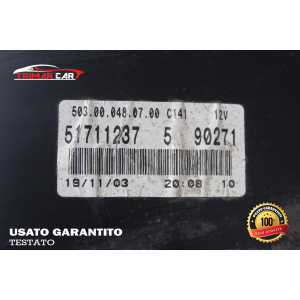 TRIMAR CAR
503.00.048.07.00 C141 12V
51711237 5 90271
19/11/03 20:08 10
USATO GARANTITO
TESTATO
100